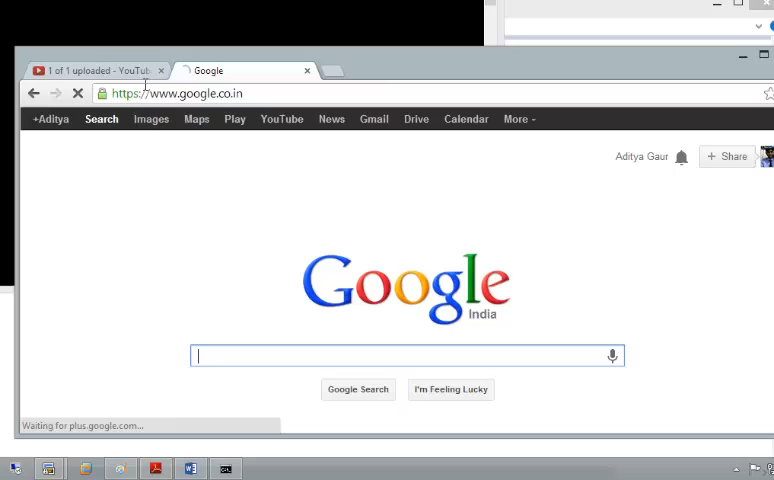 1 of 1 uploaded - YouTub
Google
https://www.google.co.in
+Aditya Search Images Maps Play YouTube News Gmail Drive Calendar More
Aditya Gaur
+ Share
Google
India
Google Search
I'm Feeling Lucky
Waiting for plus.google.com...